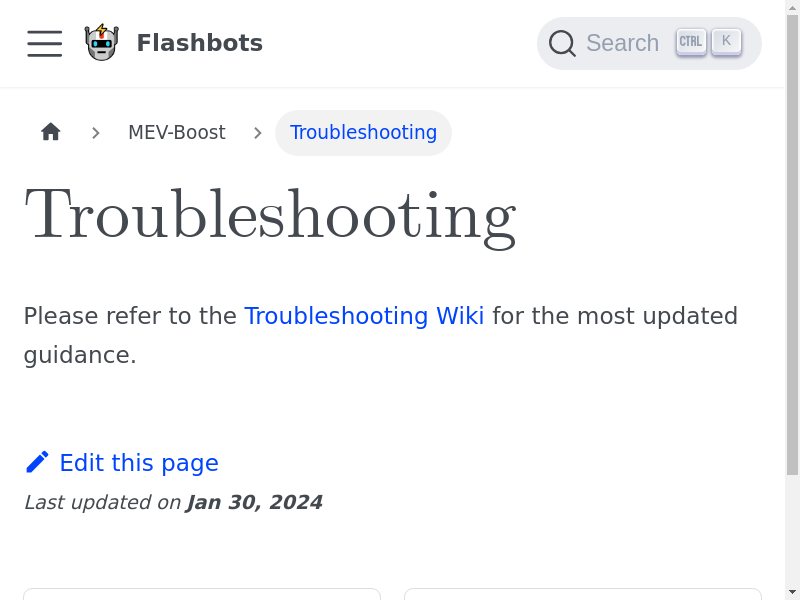 Flashbots
Search CTRL K
MEV-Boost
Troubleshooting
Troubleshooting
Please refer to the Troubleshooting Wiki for the most updated
guidance.
Edit this page
Last updated on Jan 30, 2024